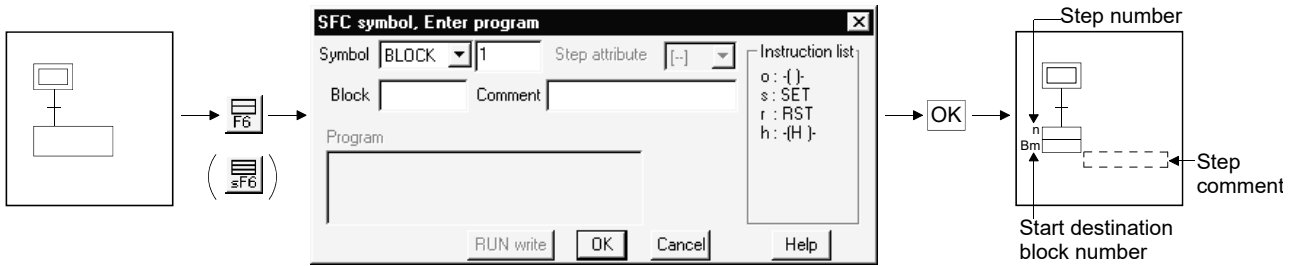 F6
( sF6 )
SFC symbol, Enter program
Symbol BLOCK 1 Step attribute [--]
Block Comment
Program
Instruction list
o : -( )-
s : SET
r : RST
h : -(H )-
RUN write OK Cancel Help
OK
Step number
n
Bm
Step
comment
Start destination
block number